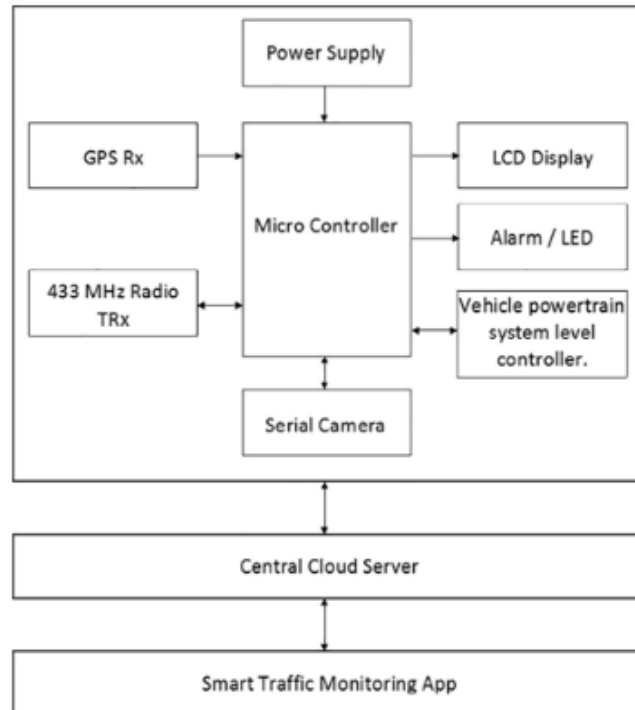 Power Supply
GPS Rx
Micro Controller
LCD Display
Alarm / LED
433 MHz Radio
TRx
Vehicle powertrain
system level
controller.
Serial Camera
Central Cloud Server
Smart Traffic Monitoring App